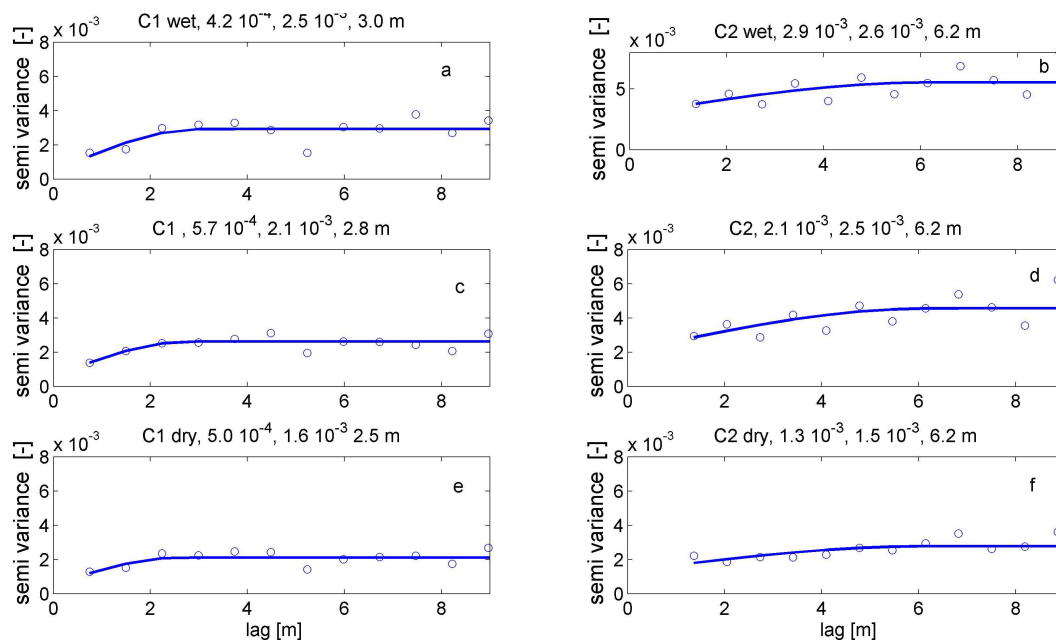 C1 wet, 4.2 10⁻⁴, 2.5 10⁻³, 3.0 m
x 10⁻³
semi variance [-]
8
6
4
2
0
a
0 2 4 6 8
C2 wet, 2.9 10⁻³, 2.6 10⁻³, 6.2 m
x 10⁻³
semi variance [-]
5
0
b
0 2 4 6 8
C1 , 5.7 10⁻⁴, 2.1 10⁻³, 2.8 m
x 10⁻³
semi variance [-]
8
6
4
2
0
c
0 2 4 6 8
C2, 2.1 10⁻³, 2.5 10⁻³, 6.2 m
x 10⁻³
semi variance [-]
8
6
4
2
0
d
0 2 4 6 8
C1 dry, 5.0 10⁻⁴, 1.6 10⁻³ 2.5 m
x 10⁻³
semi variance [-]
8
6
4
2
0
e
0 2 4 6 8
lag [m]
C2 dry, 1.3 10⁻³, 1.5 10⁻³, 6.2 m
x 10⁻³
semi variance [-]
8
6
4
2
0
f
0 2 4 6 8
lag [m]